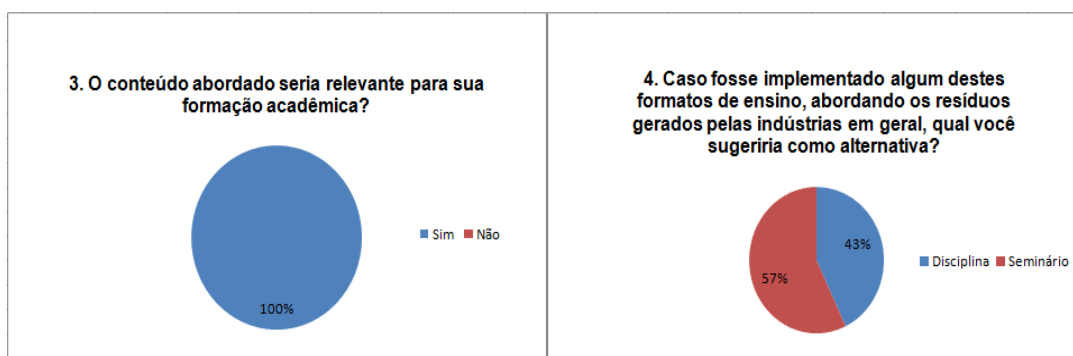 3. O conteúdo abordado seria relevante para sua
formação acadêmica?
100%
Sim Não
4. Caso fosse implementado algum destes
formatos de ensino, abordando os resíduos
gerados pelas indústrias em geral, qual você
sugeriria como alternativa?
43%
57%
Disciplina Seminário